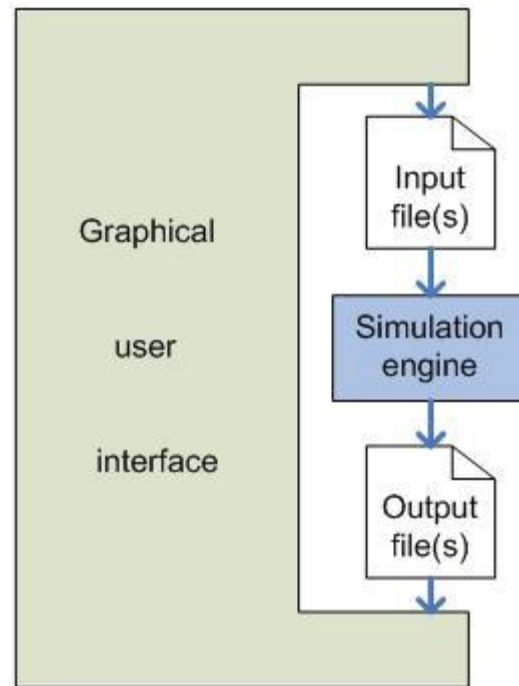 Graphical
user
interface
Input
file(s)
Simulation
engine
Output
file(s)